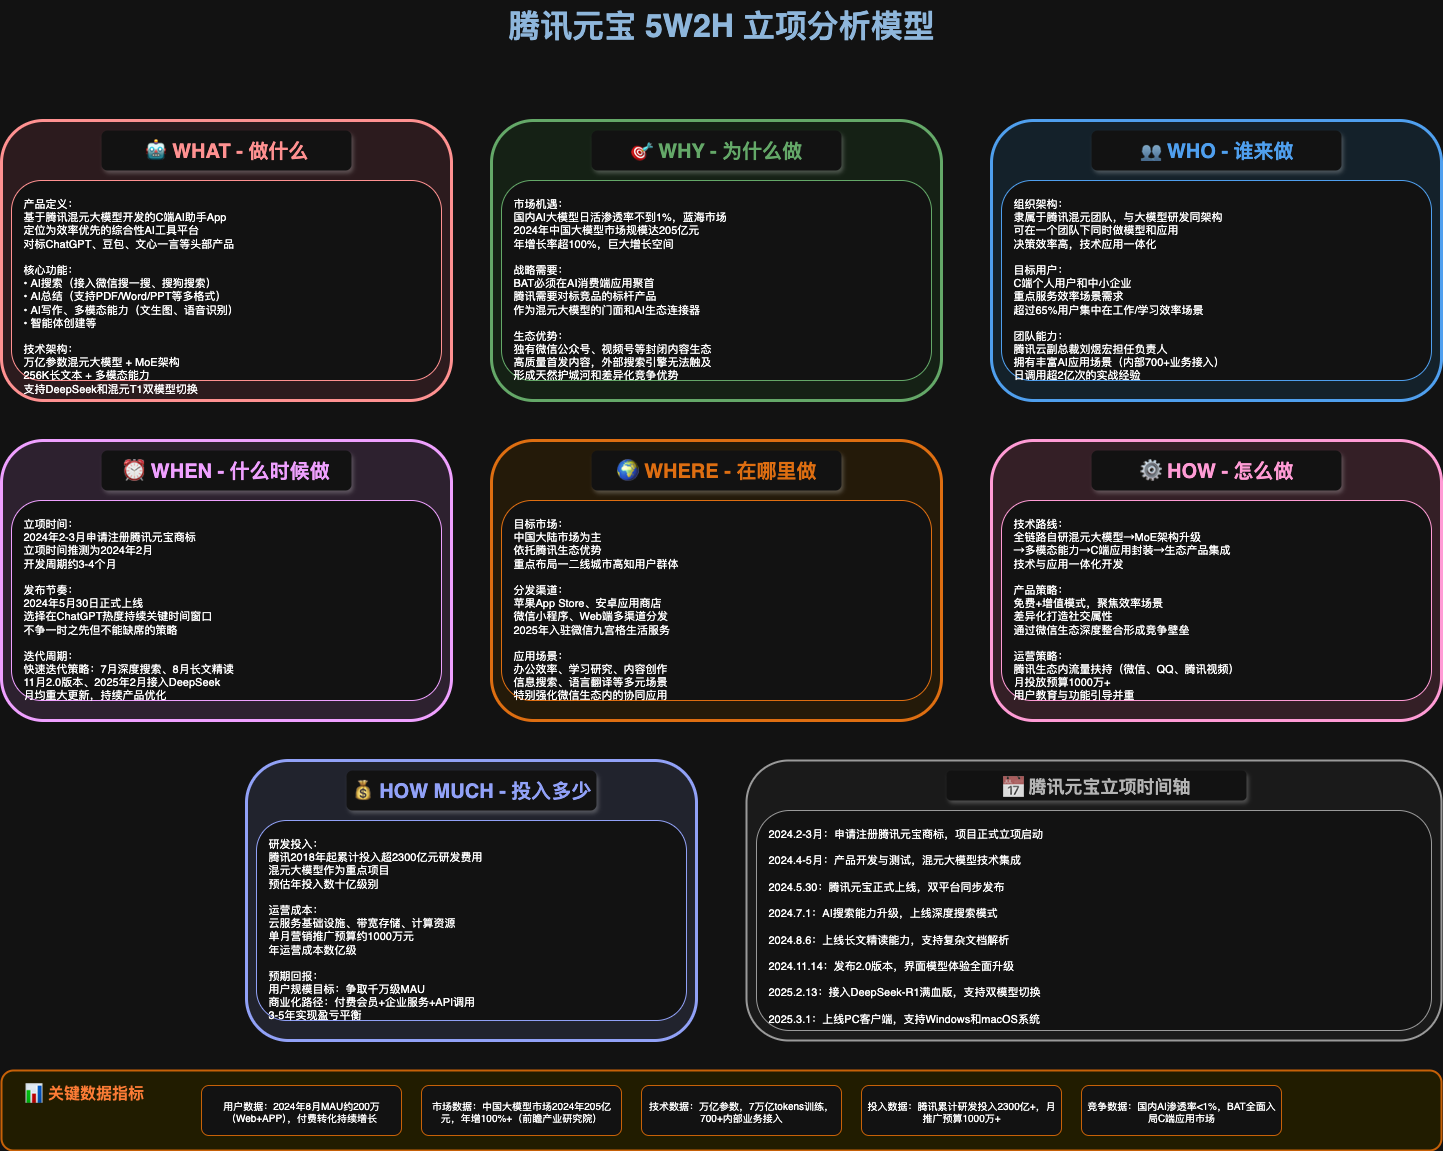 腾讯元宝 5W2H 立项分析模型
🤖 WHAT - 做什么
产品定义：
基于腾讯混元大模型开发的C端AI助手App
定位为效率优先的综合性AI工具平台
对标ChatGPT、豆包、文心一言等头部产品
核心功能：
• AI搜索（接入微信搜一搜、搜狗搜索）
• AI总结（支持PDF/Word/PPT等多格式）
• AI写作、多模态能力（文生图、语音识别）
• 智能体创建等
技术架构：
万亿参数混元大模型 + MoE架构
256K长文本 + 多模态能力
支持DeepSeek和混元T1双模型切换
🎯 WHY - 为什么做
市场机遇：
国内AI大模型日活渗透率不到1%，蓝海市场
2024年中国大模型市场规模达205亿元
年增长率超100%，巨大增长空间
战略需要：
BAT必须在AI消费端应用聚首
腾讯需要对标竞品的标杆产品
作为混元大模型的门面和AI生态连接器
生态优势：
独有微信公众号、视频号等封闭内容生态
高质量首发内容，外部搜索引擎无法触及
形成天然护城河和差异化竞争优势
👥 WHO - 谁来做
组织架构：
隶属于腾讯混元团队，与大模型研发同架构
可在一个团队下同时做模型和应用
决策效率高，技术应用一体化
目标用户：
C端个人用户和中小企业
重点服务效率场景需求
超过65%用户集中在工作/学习效率场景
团队能力：
腾讯云副总裁刘煜宏担任负责人
拥有丰富AI应用场景（内部700+业务接入）
日调用超2亿次的实战经验
⏰ WHEN - 什么时候做
立项时间：
2024年2-3月申请注册腾讯元宝商标
立项时间推测为2024年2月
开发周期约3-4个月
发布节奏：
2024年5月30日正式上线
选择在ChatGPT热度持续关键时间窗口
不争一时之先但不能缺席的策略
迭代周期：
快速迭代策略：7月深度搜索、8月长文精读
11月2.0版本、2025年2月接入DeepSeek
月均重大更新，持续产品优化
🌍 WHERE - 在哪里做
目标市场：
中国大陆市场为主
依托腾讯生态优势
重点布局一二线城市高知用户群体
分发渠道：
苹果App Store、安卓应用商店
微信小程序、Web端多渠道分发
2025年入驻微信九宫格生活服务
应用场景：
办公效率、学习研究、内容创作
信息搜索、语言翻译等多元场景
特别强化微信生态内的协同应用
⚙️ HOW - 怎么做
技术路线：
全链路自研混元大模型→MoE架构升级
→多模态能力→C端应用封装→生态产品集成
技术与应用一体化开发
产品策略：
免费+增值模式，聚焦效率场景
差异化打造社交属性
通过微信生态深度整合形成竞争壁垒
运营策略：
腾讯生态内流量扶持（微信、QQ、腾讯视频）
月投放预算1000万+
用户教育与功能引导并重
💰 HOW MUCH - 投入多少
研发投入：
腾讯2018年起累计投入超2300亿元研发费用
混元大模型作为重点项目
预估年投入数十亿级别
运营成本：
云服务基础设施、带宽存储、计算资源
单月营销推广预算约1000万元
年运营成本数亿级
预期回报：
用户规模目标：争取千万级MAU
商业化路径：付费会员+企业服务+API调用
3-5年实现盈亏平衡
📅 腾讯元宝立项时间轴
2024.2-3月：申请注册腾讯元宝商标，项目正式立项启动
2024.4-5月：产品开发与测试，混元大模型技术集成
2024.5.30：腾讯元宝正式上线，双平台同步发布
2024.7.1：AI搜索能力升级，上线深度搜索模式
2024.8.6：上线长文精读能力，支持复杂文档解析
2024.11.14：发布2.0版本，界面模型体验全面升级
2025.2.13：接入DeepSeek-R1满血版，支持双模型切换
2025.3.1：上线PC客户端，支持Windows和macOS系统
📊 关键数据指标
用户数据：2024年8月MAU约200万
（Web+APP），付费转化持续增长
市场数据：中国大模型市场2024年205亿
元，年增100%+（前瞻产业研究院）
技术数据：万亿参数，7万亿tokens训练，
700+内部业务接入
投入数据：腾讯累计研发投入2300亿+，月
推广预算1000万+
竞争数据：国内AI渗透率<1%，BAT全面入
局C端应用市场